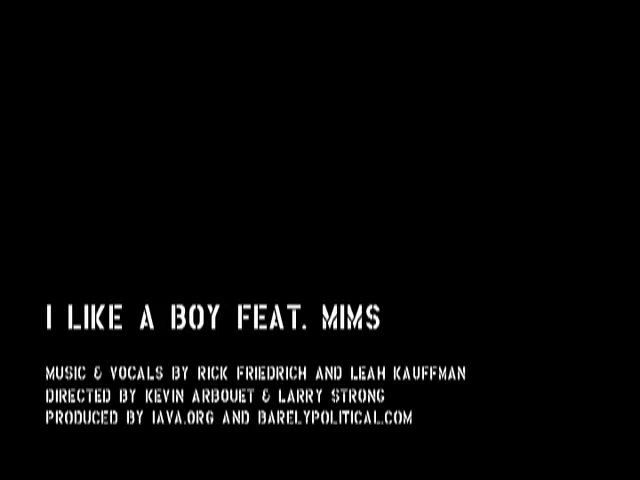 I LIKE A BOY FEAT. MIMS
MUSIC & VOCALS BY RICK FRIEDRICH AND LEAH KAUFFMAN
DIRECTED BY KEVIN ARBOUET & LARRY STRONG
PRODUCED BY IAVA.ORG AND BARELYPOLITICAL.COM